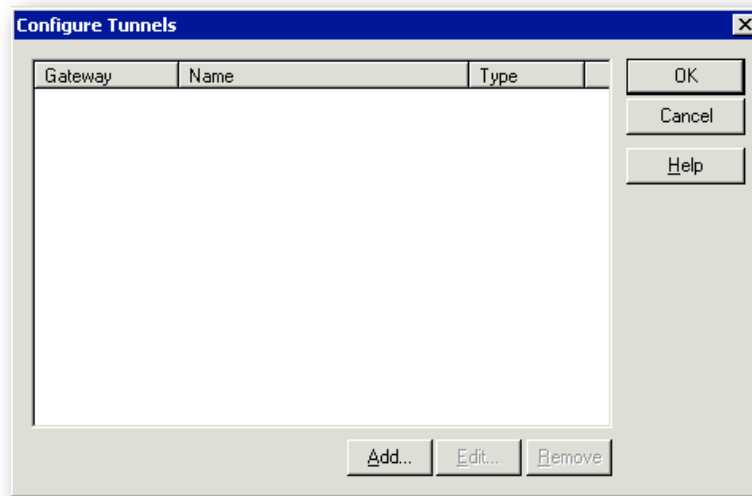 Configure Tunnels
Gateway Name Type
OK
Cancel
Help
Add... Edit... Remove